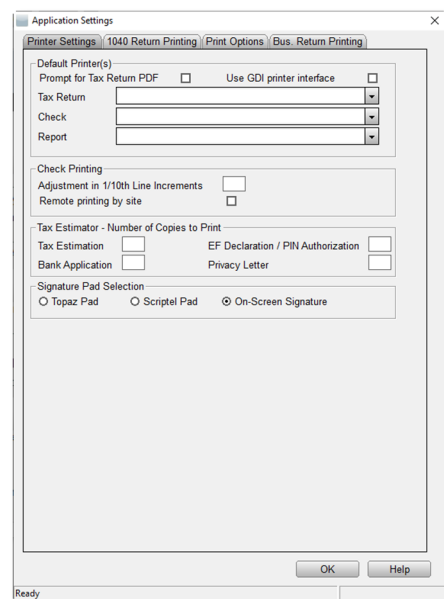 Application Settings
Printer Settings 1040 Return Printing Print Options Bus. Return Printing
Default Printer(s)
Prompt for Tax Return PDF Use GDI printer interface
Tax Return
Check
Report
Check Printing
Adjustment in 1/10th Line Increments
Remote printing by site
Tax Estimator - Number of Copies to Print
Tax Estimation EF Declaration / PIN Authorization
Bank Application Privacy Letter
Signature Pad Selection
Topaz Pad Scriptel Pad On-Screen Signature
OK Help
Ready